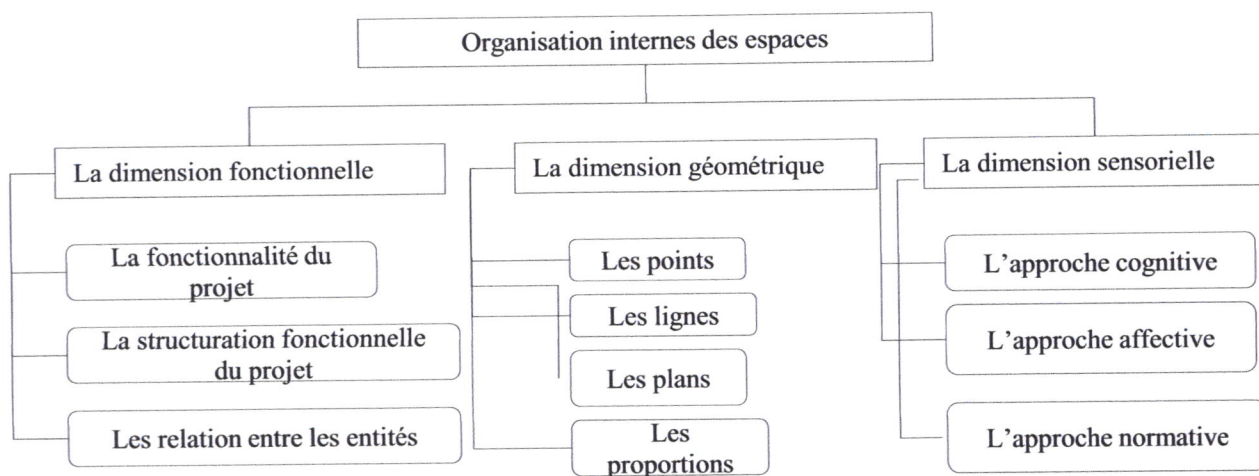 Organisation internes des espaces
La dimension fonctionnelle
La fonctionnalité du
projet
La structuration fonctionnelle
du projet
Les relation entre les entités
La dimension géométrique
Les points
Les lignes
Les plans
Les
proportions
La dimension sensorielle
L'approche cognitive
L'approche affective
L'approche normative